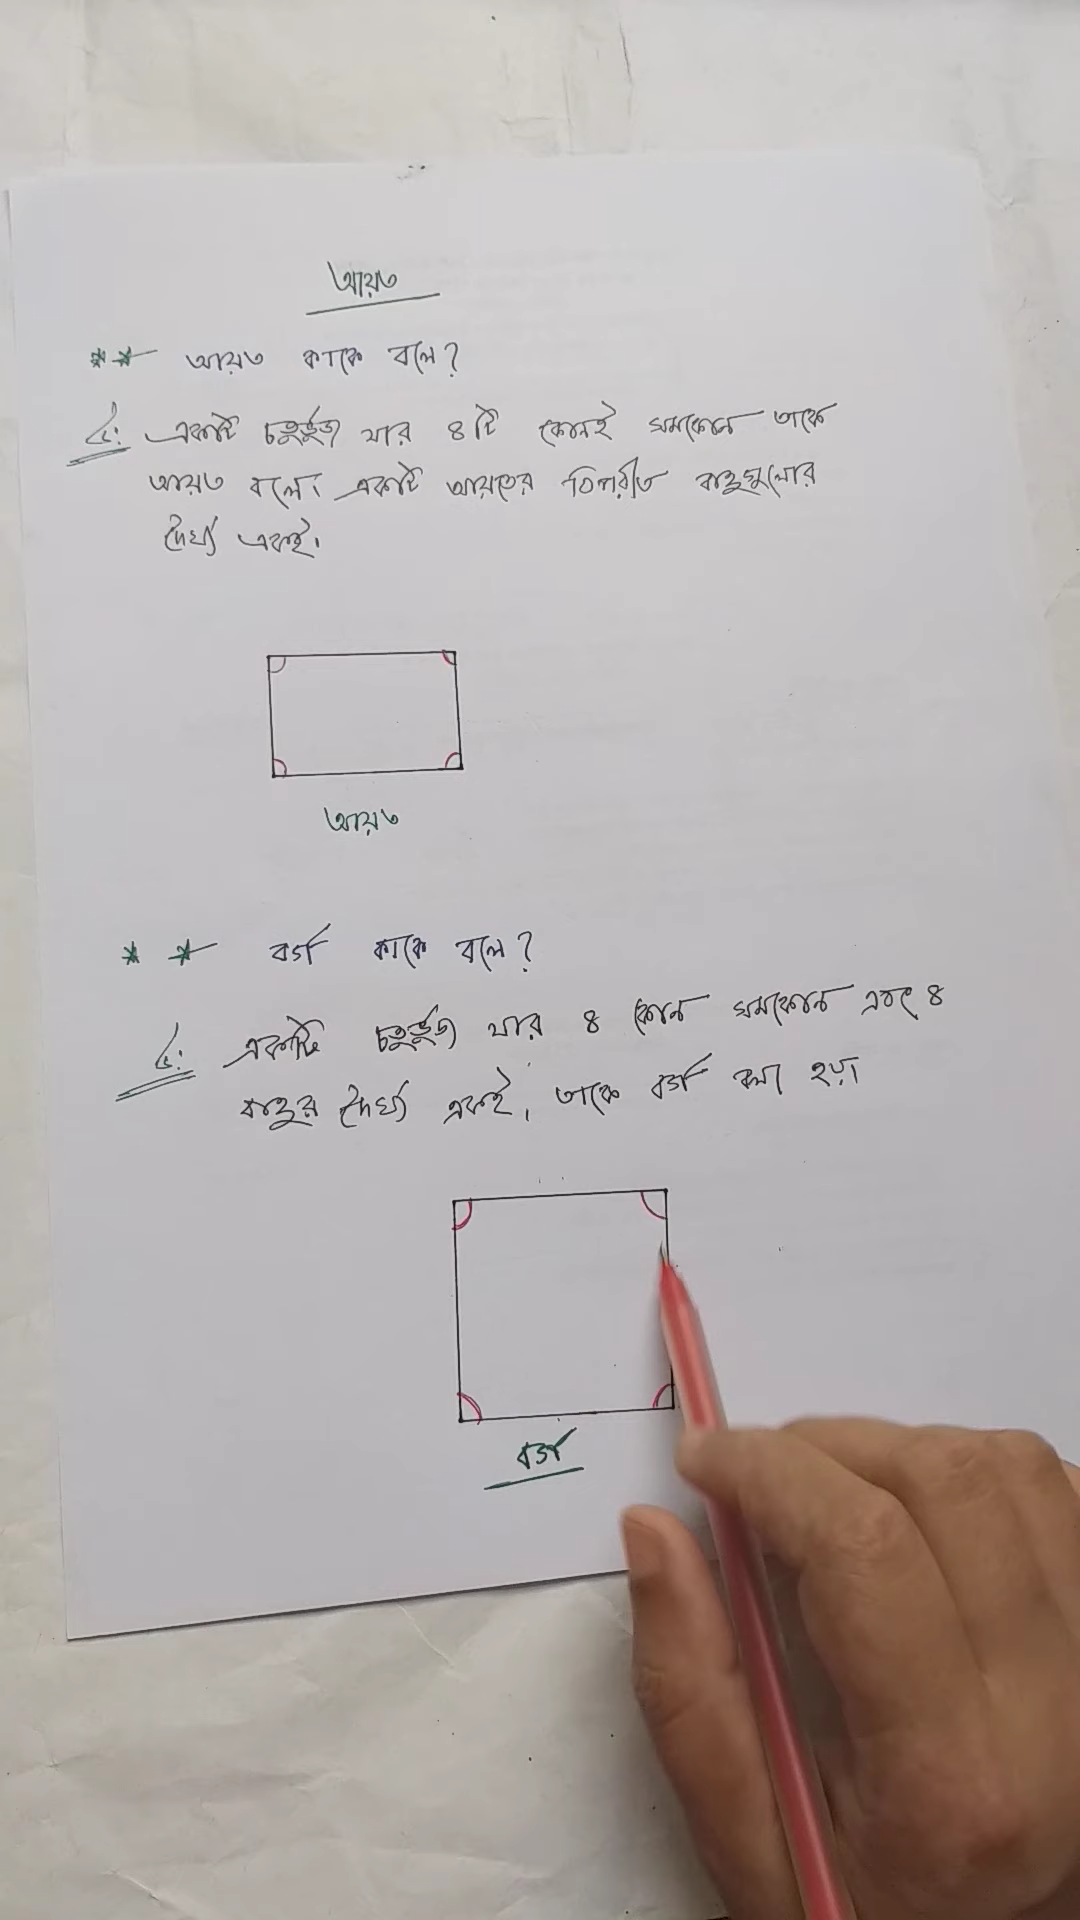 আয়ত
** আয়ত কাকে বলে?
উ: একটি চতুর্ভুজ যার ৪টি কোনই সমকোন তাকে
আয়ত বলে। একটি আয়তের বিপরীত বাহুগুলোর
দৈর্ঘ্য একই।
আয়ত
** বর্গ কাকে বলে?
উ: একটি চতুর্ভুজ যার ৪ কোন সমকোন এবং ৪
বাহুর দৈর্ঘ্য একই, তাকে বর্গ বলা হয়।
বর্গ